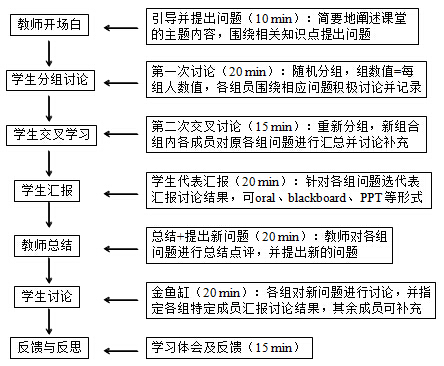 教师开场白
引导并提出问题（10 min）：简要地阐述课堂
的主题内容，围绕相关知识点提出问题
学生分组讨论
第一次讨论（20 min）：随机分组，组数值=每
组人数值，各组员围绕相应问题积极讨论并记录
学生交叉学习
第二次交叉讨论（15 min）：重新分组，新组合
组内各成员对原各组问题进行汇总并讨论补充
学生汇报
学生代表汇报（20 min）：针对各组问题选代表
汇报讨论结果，可oral、blackboard、PPT等形式
教师总结
总结+提出新问题（20 min）：教师对各组
问题进行总结点评，并提出新的问题
学生讨论
金鱼缸（20 min）：各组对新问题进行讨论，并指
定各组特定成员汇报讨论结果，其余成员可补充
反馈与反思
学习体会及反馈（15 min）